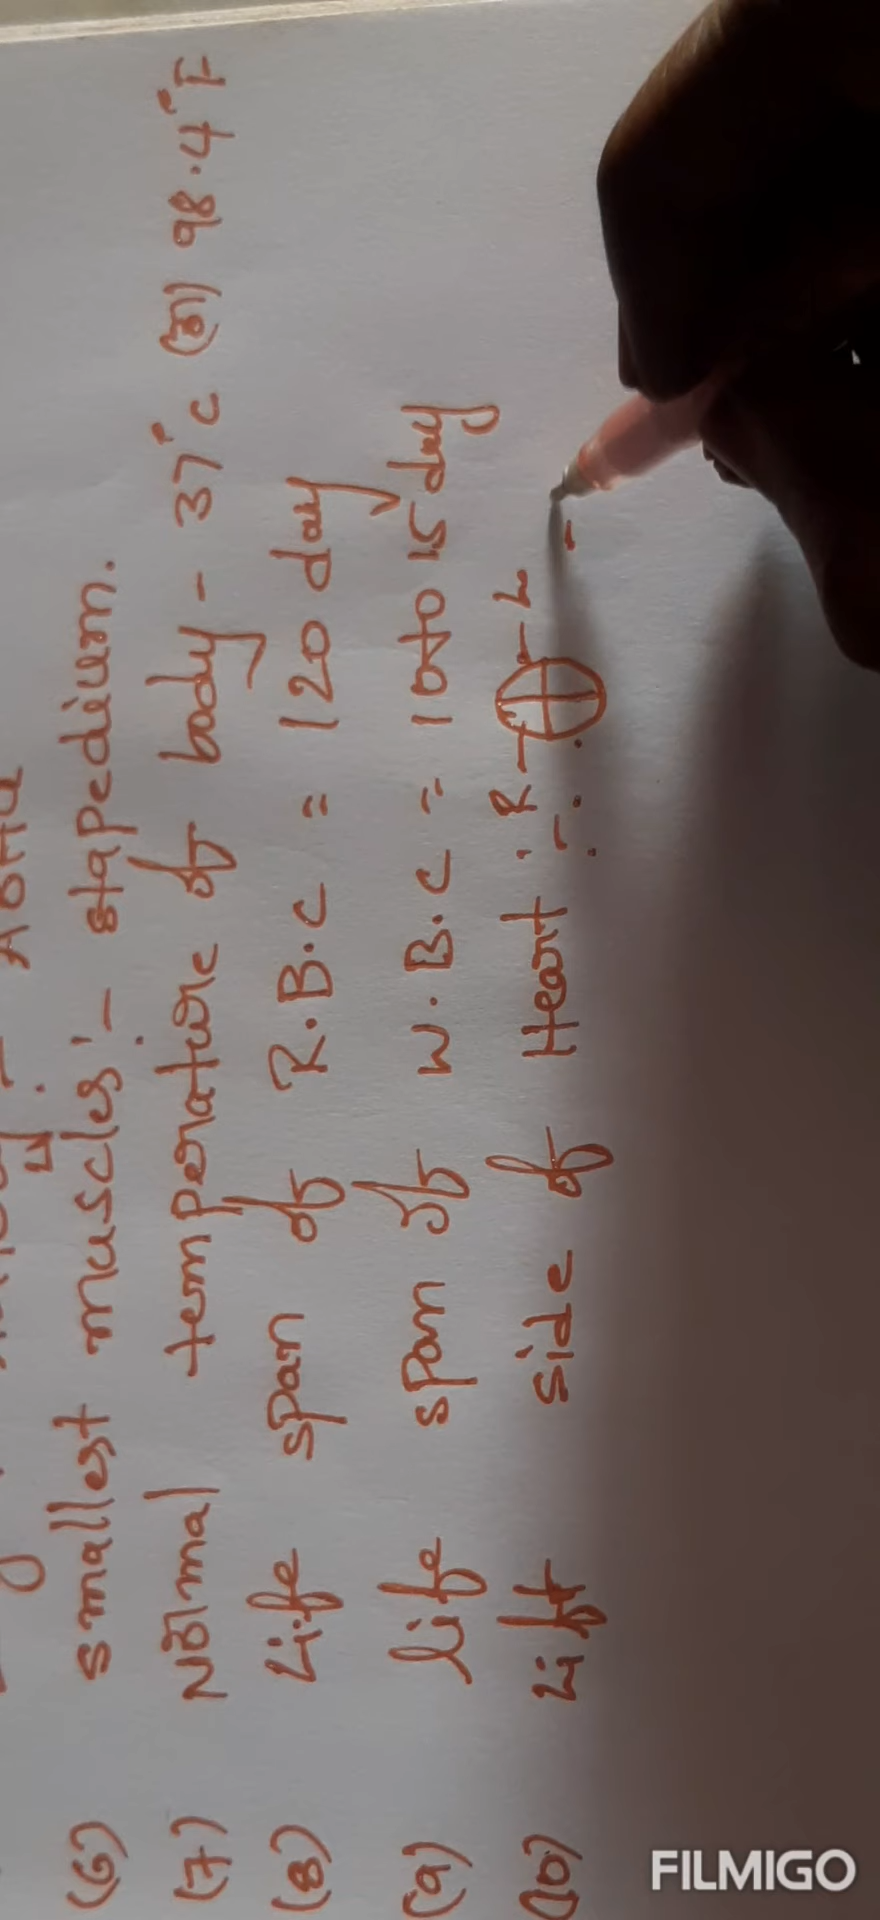 (6) smallest muscles :- stapedium.
(7) Normal temperature of body - 37°c (or) 98.4°F
(8) Life span of R.B.C = 120 day
(9) life span of W.B.C = 10 to 15 day
(10) Lift side of Heart :-
R L
FILMIGO